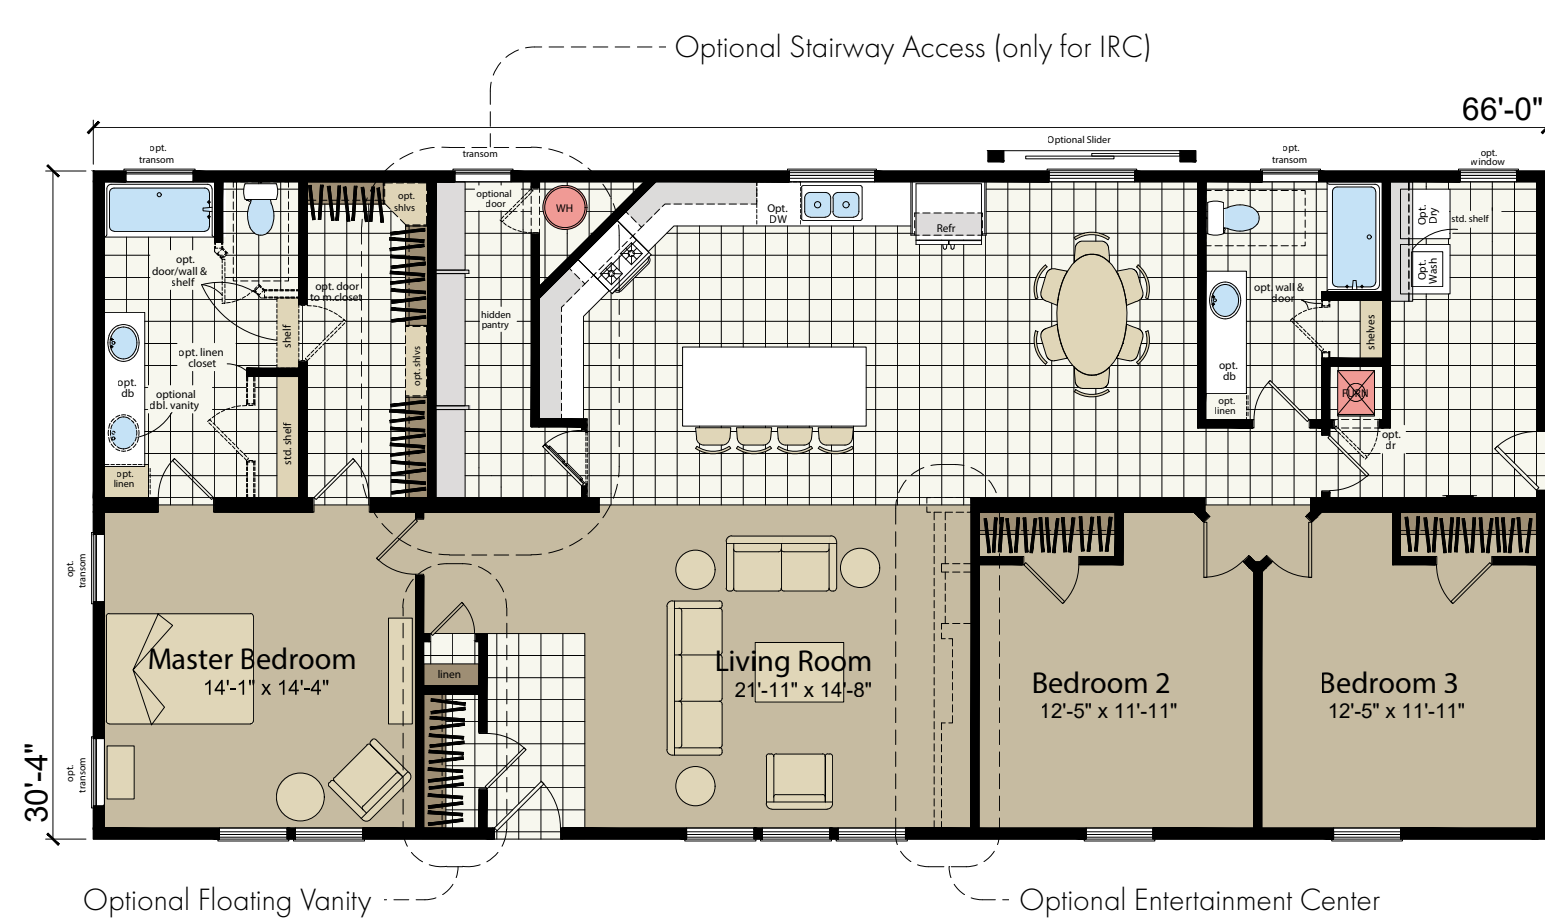 Optional Stairway Access (only for IRC)
66'-0"
30'-4"
opt.
transom
transom
Optional Slider
opt.
transom
opt.
window
opt.
shlvs
optional
door
WH
Opt.
DW
Refr
Opt.
Dry
std. shelf
Opt.
Wash
opt.
door/wall &
shelf
opt. door
to m.closet
hidden
pantry
opt. wall &
door
shelf
shelves
opt. linen
closet
opt. shlvs
opt.
db
optional
dbl. vanity
opt.
db
FURN
opt.
linen
std. shelf
opt.
dr
opt.
linen
opt.
transom
Master Bedroom
14'-1" x 14'-4"
linen
Living Room
21'-11" x 14'-8"
Bedroom 2
12'-5" x 11'-11"
Bedroom 3
12'-5" x 11'-11"
opt.
transom
Optional Floating Vanity
Optional Entertainment Center